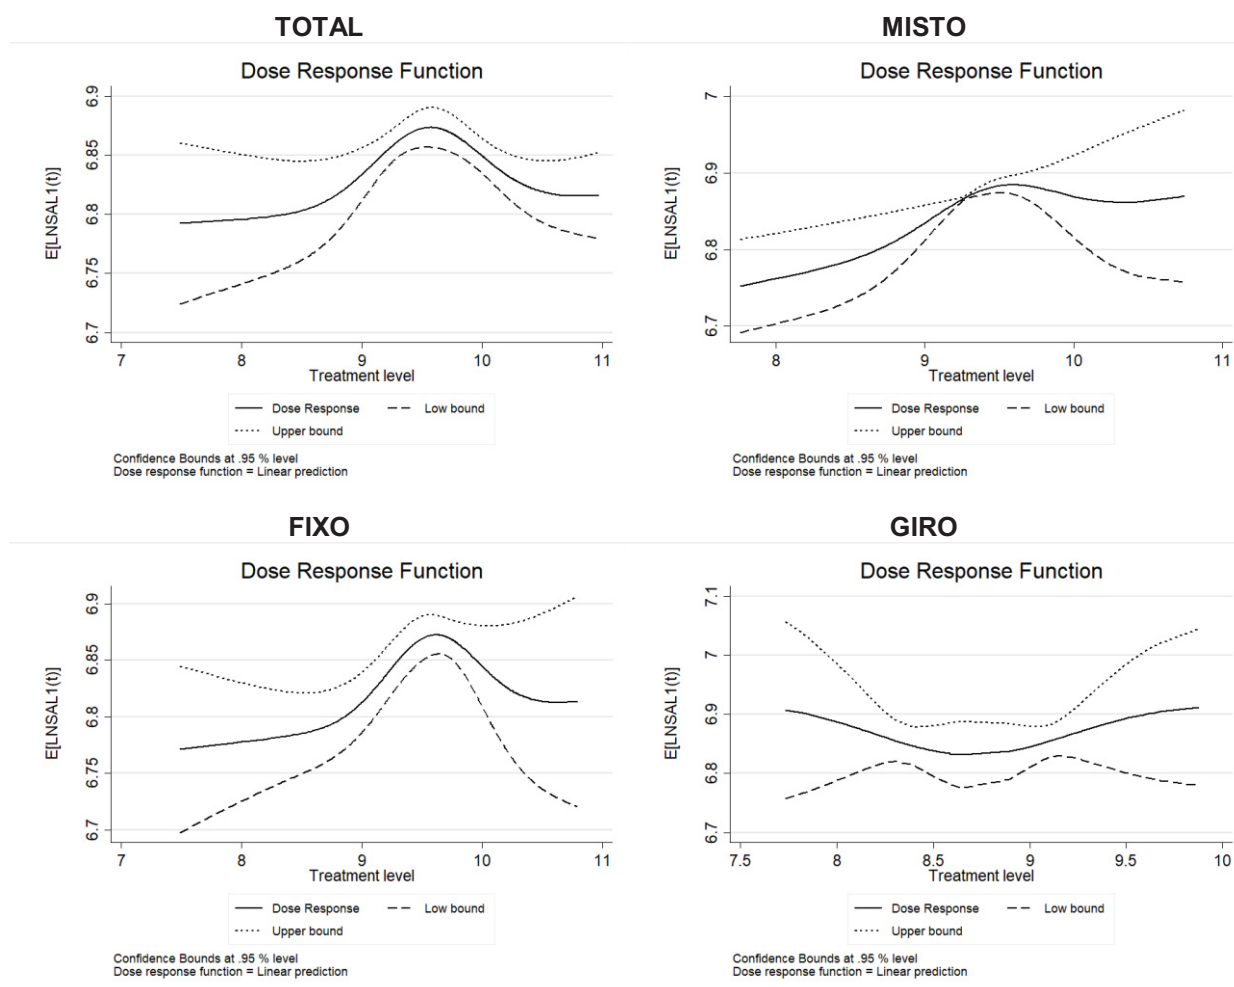 TOTAL
Dose Response Function
E[LNSAL1(t)]
6.9
6.85
6.8
6.75
6.7
7 8 9 10 11
Treatment level
Dose Response Low bound
Upper bound
Confidence Bounds at .95 % level
Dose response function = Linear prediction
MISTO
Dose Response Function
E[LNSAL1(t)]
7
6.9
6.8
6.7
8 9 10 11
Treatment level
Dose Response Low bound
Upper bound
Confidence Bounds at .95 % level
Dose response function = Linear prediction
FIXO
Dose Response Function
E[LNSAL1(t)]
6.9
6.85
6.8
6.75
6.7
7 8 9 10 11
Treatment level
Dose Response Low bound
Upper bound
Confidence Bounds at .95 % level
Dose response function = Linear prediction
GIRO
Dose Response Function
E[LNSAL1(t)]
7.1
7
6.9
6.8
6.7
7.5 8 8.5 9 9.5 10
Treatment level
Dose Response Low bound
Upper bound
Confidence Bounds at .95 % level
Dose response function = Linear prediction